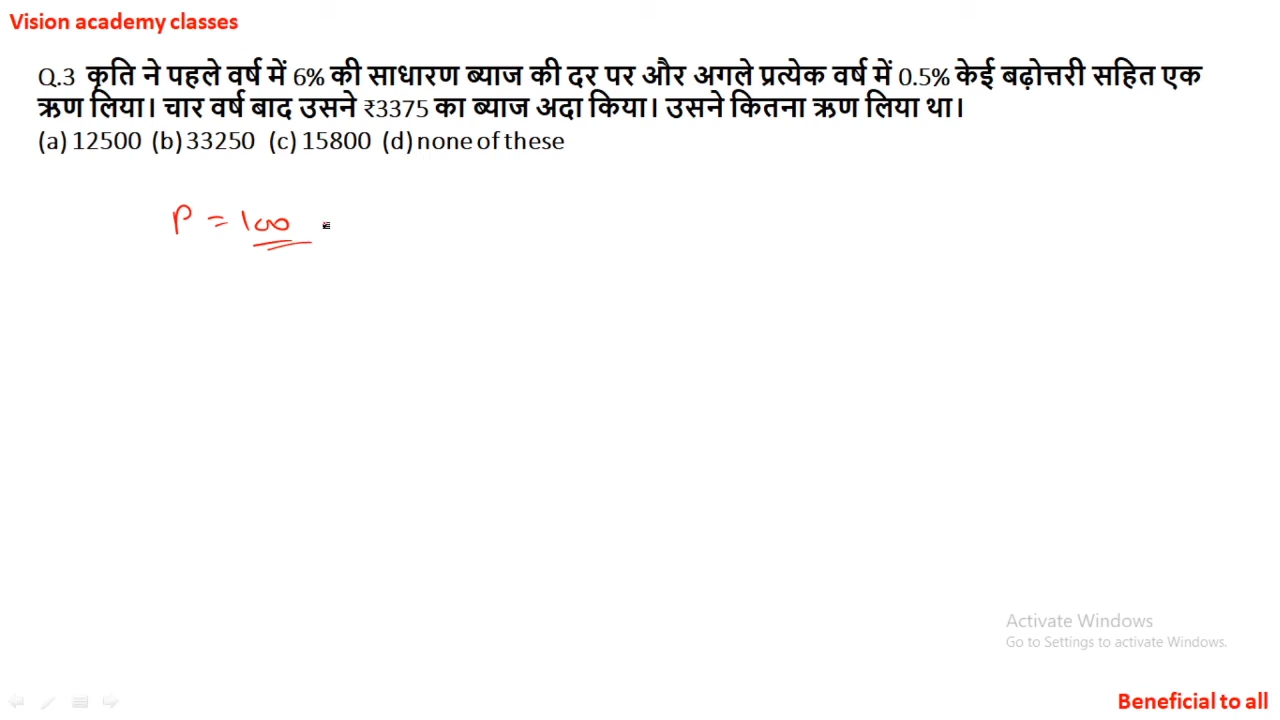 Vision academy classes
Q.3 कृति ने पहले वर्ष में 6% की साधारण ब्याज की दर पर और अगले प्रत्येक वर्ष में 0.5% केई बढ़ोत्तरी सहित एक
ऋण लिया। चार वर्ष बाद उसने ₹3375 का ब्याज अदा किया। उसने कितना ऋण लिया था।
(a) 12500 (b) 33250 (c) 15800 (d) none of these
P = 100
Activate Windows
Go to Settings to activate Windows.
Beneficial to all